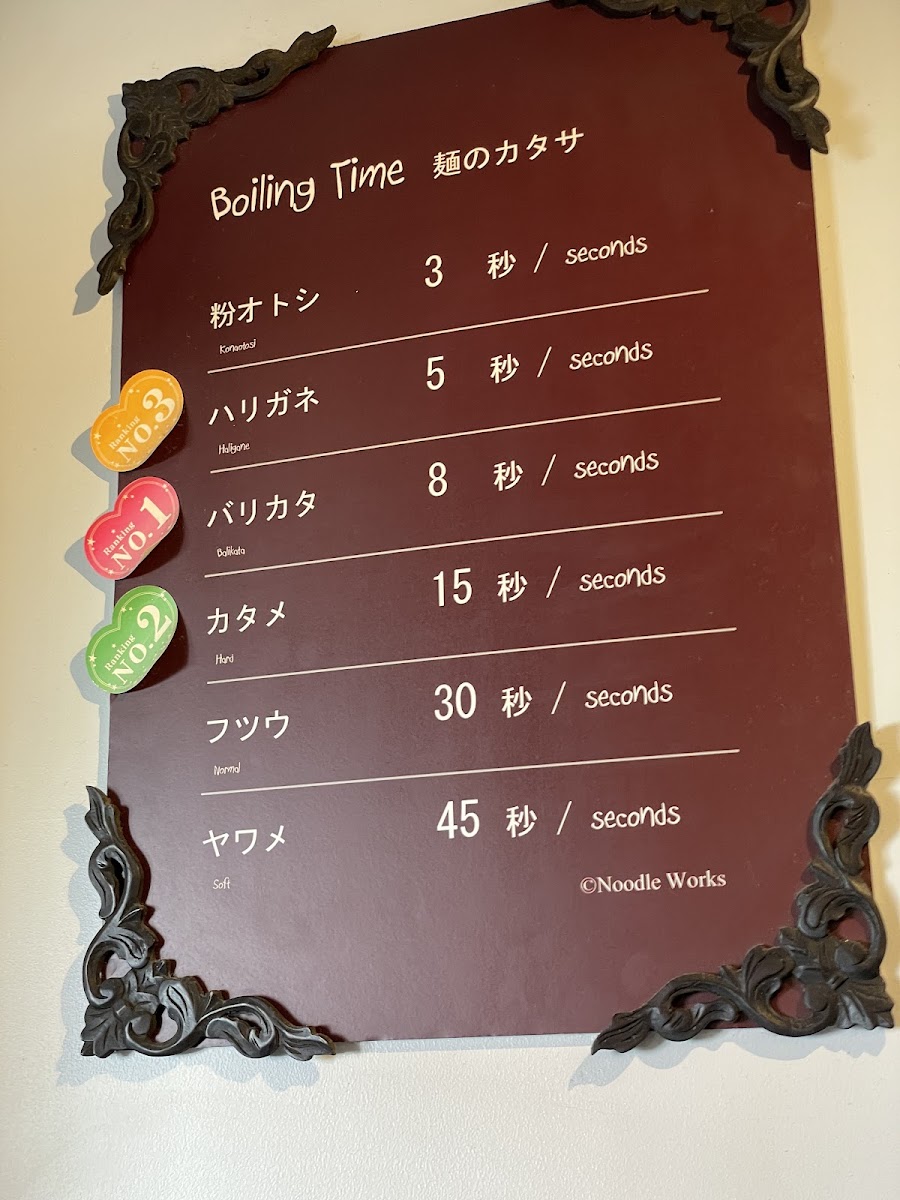 Boiling Time 麺のカタサ
粉オトシ 3 秒 / seconds
Konaotosi
ハリガネ 5 秒 / seconds
Haligane
Ranking
NO.3
バリカタ 8 秒 / seconds
Balikata
Ranking
NO.1
カタメ 15 秒 / seconds
Hard
Ranking
NO.2
フツウ 30 秒 / seconds
Normal
ヤワメ 45 秒 / seconds
Soft
©Noodle Works